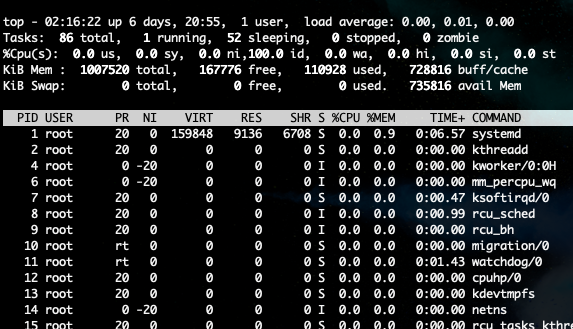 top - 02:16:22 up 6 days, 20:55,  1 user,  load average: 0.00, 0.01, 0.00
Tasks:  86 total,   1 running,  52 sleeping,   0 stopped,   0 zombie
%Cpu(s):  0.0 us,  0.0 sy,  0.0 ni,100.0 id,  0.0 wa,  0.0 hi,  0.0 si,  0.0 st
KiB Mem :  1007520 total,   167776 free,   110928 used,   728816 buff/cache
KiB Swap:        0 total,        0 free,        0 used.   735816 avail Mem
PID USER      PR  NI    VIRT    RES    SHR S %CPU %MEM     TIME+ COMMAND
1 root      20   0  159848   9136   6708 S  0.0  0.9   0:06.57 systemd
2 root      20   0       0      0      0 S  0.0  0.0   0:00.00 kthreadd
4 root       0 -20       0      0      0 I  0.0  0.0   0:00.00 kworker/0:0H
6 root       0 -20       0      0      0 I  0.0  0.0   0:00.00 mm_percpu_wq
7 root      20   0       0      0      0 S  0.0  0.0   0:00.47 ksoftirqd/0
8 root      20   0       0      0      0 I  0.0  0.0   0:00.99 rcu_sched
9 root      20   0       0      0      0 I  0.0  0.0   0:00.00 rcu_bh
10 root      rt   0       0      0      0 S  0.0  0.0   0:00.00 migration/0
11 root      rt   0       0      0      0 S  0.0  0.0   0:01.43 watchdog/0
12 root      20   0       0      0      0 S  0.0  0.0   0:00.00 cpuhp/0
13 root      20   0       0      0      0 S  0.0  0.0   0:00.00 kdevtmpfs
14 root       0 -20       0      0      0 I  0.0  0.0   0:00.00 netns
15 root      20   0       0      0      0 S  0.0  0.0   0:00.00 rcu_tasks_kthre